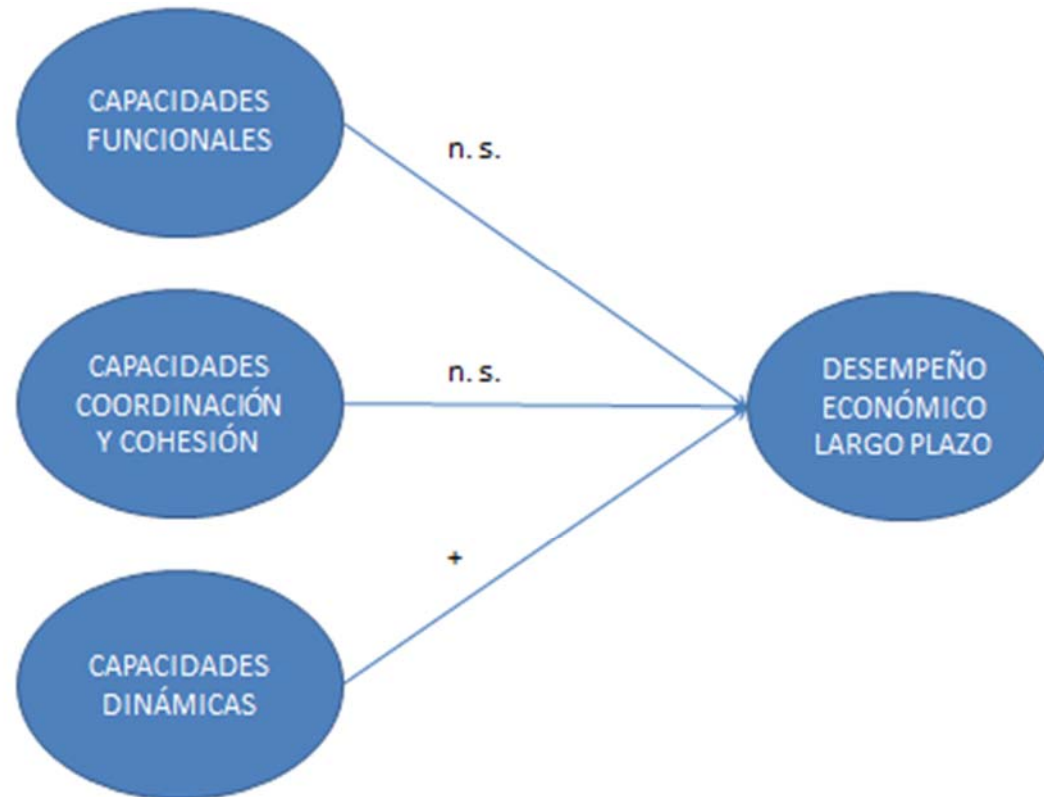 CAPACIDADES
FUNCIONALES
n. s.
CAPACIDADES
COORDINACIÓN
Y COHESIÓN
n. s.
DESEMPEÑO
ECONÓMICO
LARGO PLAZO
+
CAPACIDADES
DINÁMICAS